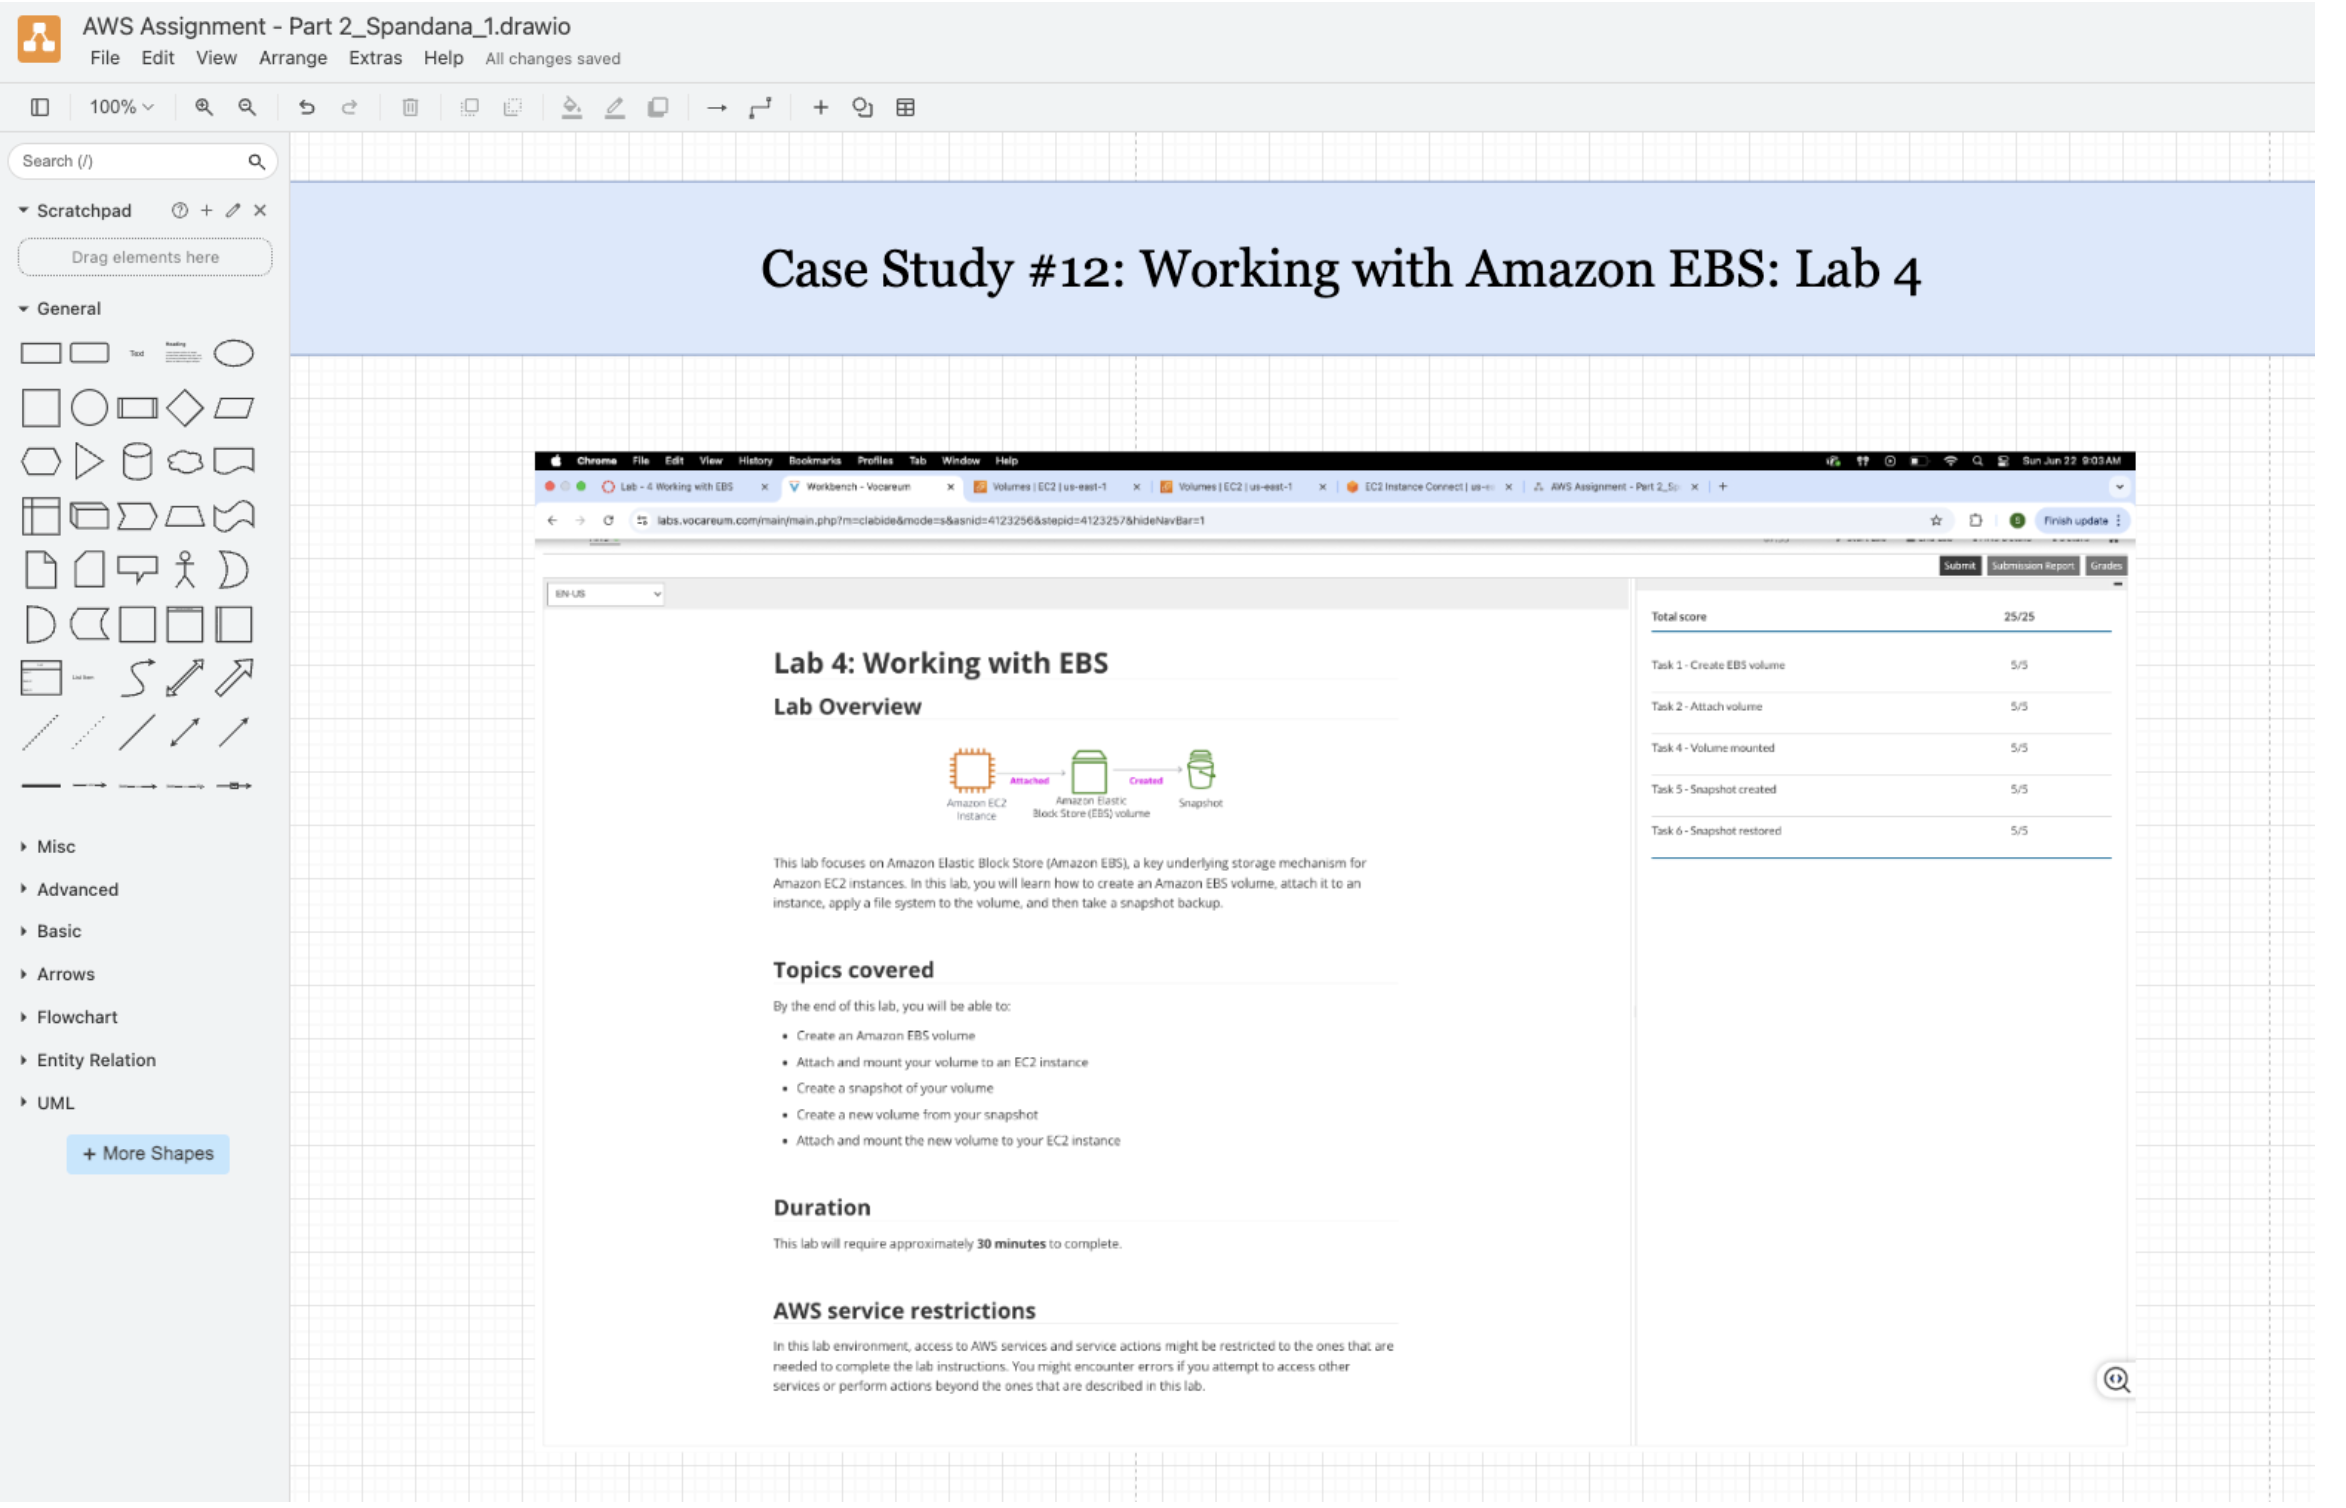 AWS Assignment - Part 2_Spandana_1.drawio
File Edit View Arrange Extras Help All changes saved
100%
Search (/)
Scratchpad
Drag elements here
General
Text
Heading
List Item
Misc
Advanced
Basic
Arrows
Flowchart
Entity Relation
UML
+ More Shapes
Case Study #12: Working with Amazon EBS: Lab 4
Chrome File Edit View History Bookmarks Profiles Tab Window Help
Sun Jun 22 9:03AM
Lab - 4 Working with EBS
Workbench - Vocareum
Volumes | EC2 | us-east-1
Volumes | EC2 | us-east-1
EC2 Instance Connect | us-e
AWS Assignment - Part 2_Sp
labs.vocareum.com/main/main.php?m=clabide&mode=s&asnid=4123256&stepid=4123257&hideNavBar=1
Finish update
Submit Submission Report Grades
EN-US
Lab 4: Working with EBS
Lab Overview
Attached
Created
Amazon EC2
Instance
Amazon Elastic
Block Store (EBS) volume
Snapshot
This lab focuses on Amazon Elastic Block Store (Amazon EBS), a key underlying storage mechanism for
Amazon EC2 instances. In this lab, you will learn how to create an Amazon EBS volume, attach it to an
instance, apply a file system to the volume, and then take a snapshot backup.
Topics covered
By the end of this lab, you will be able to:
• Create an Amazon EBS volume
• Attach and mount your volume to an EC2 instance
• Create a snapshot of your volume
• Create a new volume from your snapshot
• Attach and mount the new volume to your EC2 instance
Duration
This lab will require approximately 30 minutes to complete.
AWS service restrictions
In this lab environment, access to AWS services and service actions might be restricted to the ones that are
needed to complete the lab instructions. You might encounter errors if you attempt to access other
services or perform actions beyond the ones that are described in this lab.
Total score 25/25
Task 1 - Create EBS volume 5/5
Task 2 - Attach volume 5/5
Task 4 - Volume mounted 5/5
Task 5 - Snapshot created 5/5
Task 6 - Snapshot restored 5/5